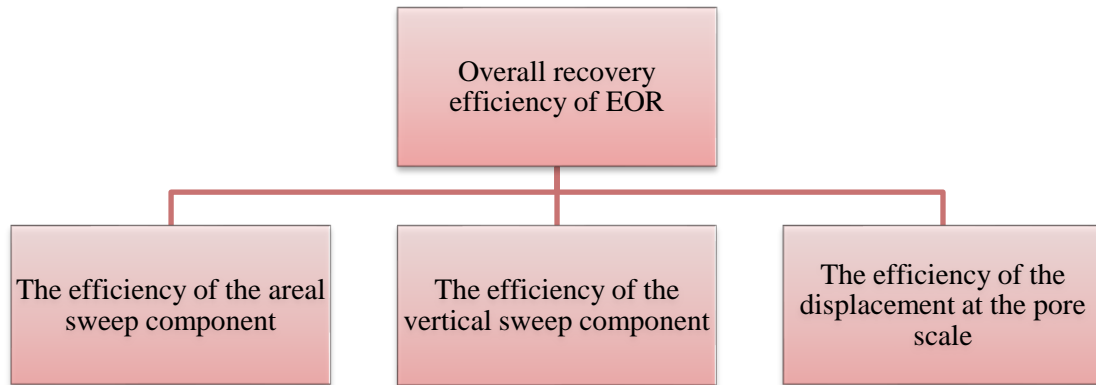 Overall recovery
efficiency of EOR
The efficiency of the areal
sweep component
The efficiency of the
vertical sweep component
The efficiency of the
displacement at the pore
scale